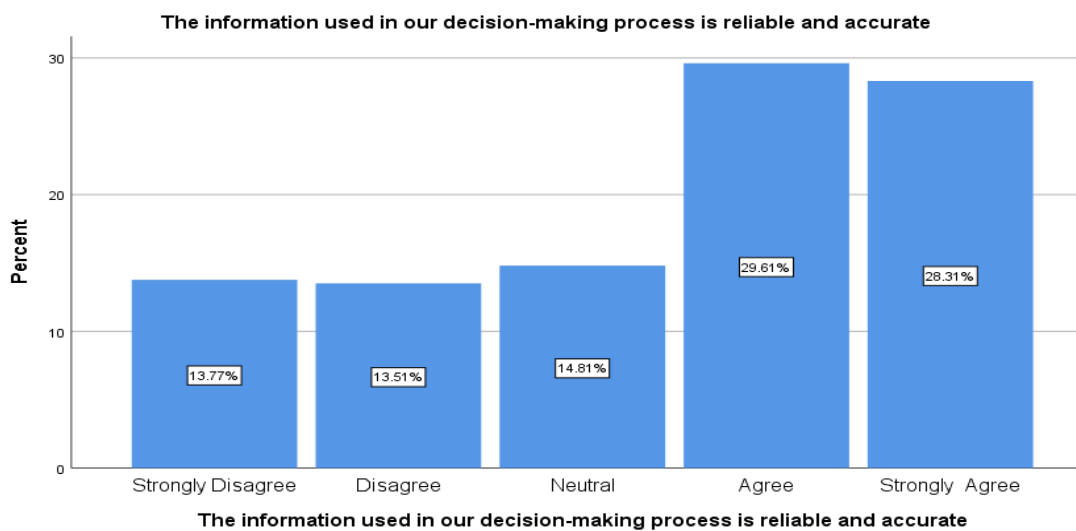 The information used in our decision-making process is reliable and accurate
Percent
30
20
10
0
13.77%
13.51%
14.81%
29.61%
28.31%
Strongly Disagree
Disagree
Neutral
Agree
Strongly Agree
The information used in our decision-making process is reliable and accurate